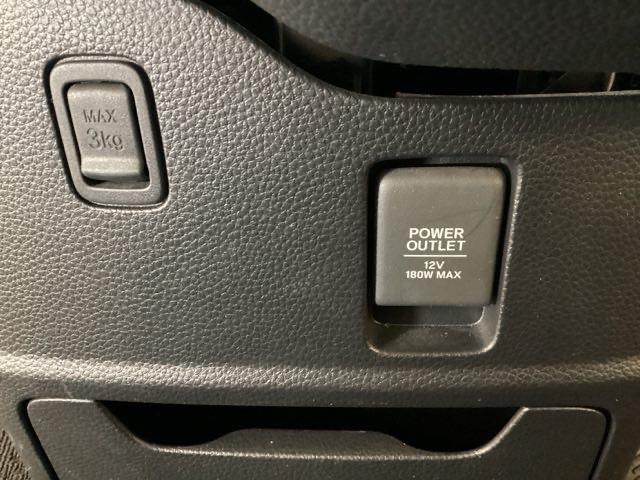 MAX
3kg
POWER
OUTLET
12V
180W MAX